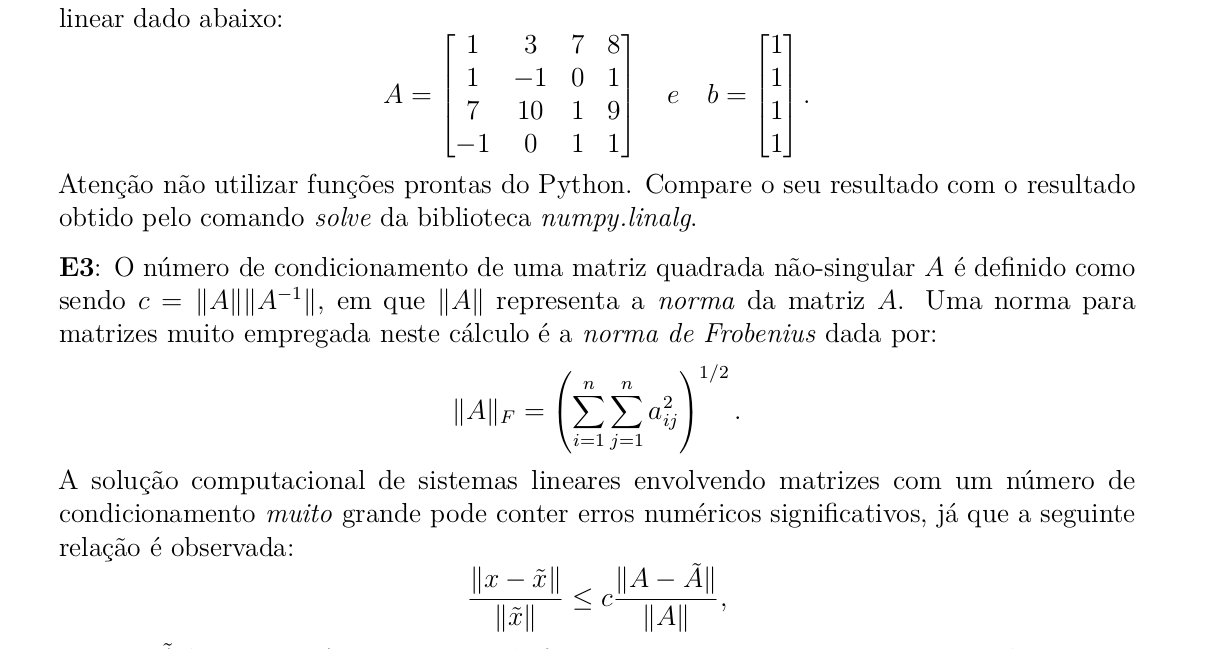 linear dado abaixo:
A = \begin{bmatrix} 1 & 3 & 7 & 8 \\ 1 & -1 & 0 & 1 \\ 7 & 10 & 1 & 9 \\ -1 & 0 & 1 & 1 \end{bmatrix} \quad e \quad b = \begin{bmatrix} 1 \\ 1 \\ 1 \\ 1 \end{bmatrix}.
Atenção não utilizar funções prontas do Python. Compare o seu resultado com o resultado
obtido pelo comando solve da biblioteca numpy.linalg.
E3: O número de condicionamento de uma matriz quadrada não-singular A é definido como
sendo c = ‖A‖‖A⁻¹‖, em que ‖A‖ representa a norma da matriz A. Uma norma para
matrizes muito empregada neste cálculo é a norma de Frobenius dada por:
\|A\|_F = \left( \sum_{i=1}^{n} \sum_{j=1}^{n} a_{ij}^2 \right)^{1/2}.
A solução computacional de sistemas lineares envolvendo matrizes com um número de
condicionamento muito grande pode conter erros numéricos significativos, já que a seguinte
relação é observada:
\frac{\|x - \tilde{x}\|}{\|\tilde{x}\|} \leq c \frac{\|A - \tilde{A}\|}{\|A\|},